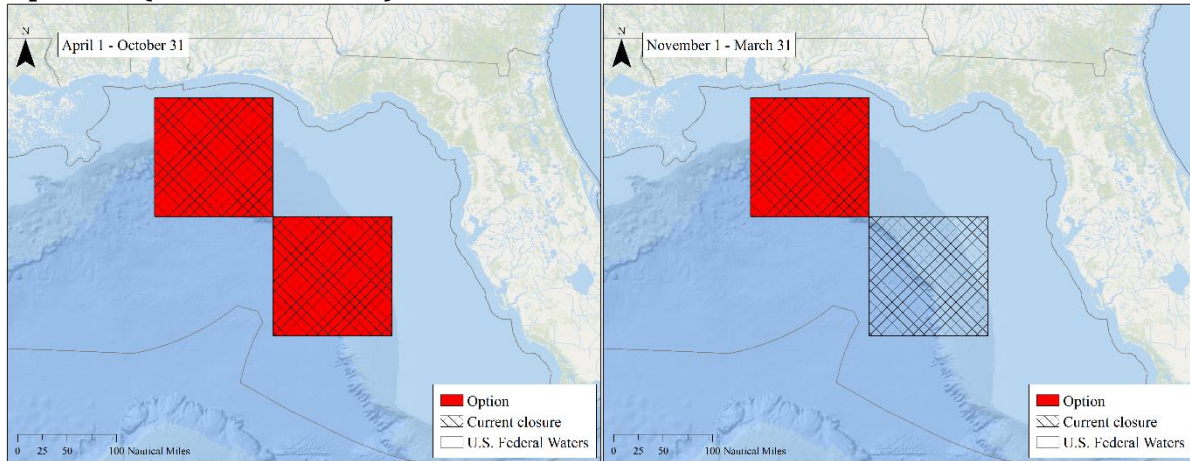 N
April 1 - October 31
Option
Current closure
U.S. Federal Waters
0 25 50 100 Nautical Miles
N
November 1 - March 31
Option
Current closure
U.S. Federal Waters
0 25 50 100 Nautical Miles